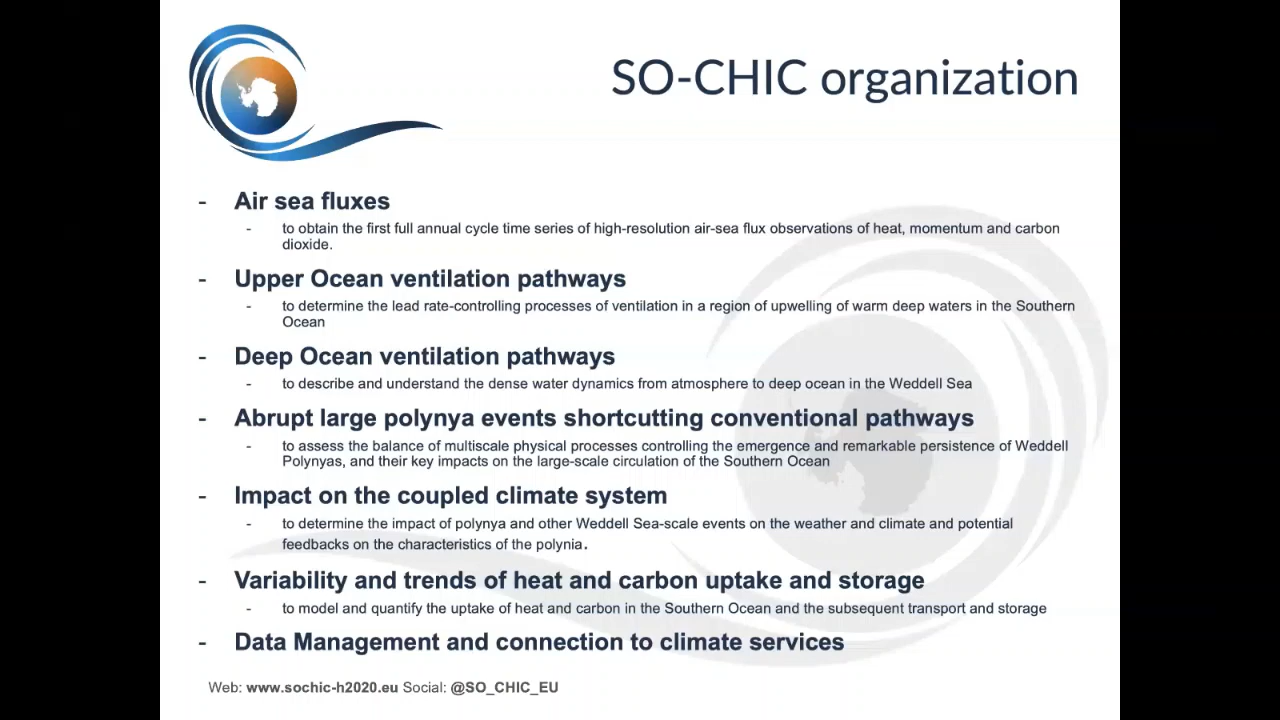 SO-CHIC organization
- Air sea fluxes
- to obtain the first full annual cycle time series of high-resolution air-sea flux observations of heat, momentum and carbon
dioxide.
- Upper Ocean ventilation pathways
- to determine the lead rate-controlling processes of ventilation in a region of upwelling of warm deep waters in the Southern
Ocean
- Deep Ocean ventilation pathways
- to describe and understand the dense water dynamics from atmosphere to deep ocean in the Weddell Sea
- Abrupt large polynya events shortcutting conventional pathways
- to assess the balance of multiscale physical processes controlling the emergence and remarkable persistence of Weddell
Polynyas, and their key impacts on the large-scale circulation of the Southern Ocean
- Impact on the coupled climate system
- to determine the impact of polynya and other Weddell Sea-scale events on the weather and climate and potential
feedbacks on the characteristics of the polynia.
- Variability and trends of heat and carbon uptake and storage
- to model and quantify the uptake of heat and carbon in the Southern Ocean and the subsequent transport and storage
- Data Management and connection to climate services
Web: www.sochic-h2020.eu Social: @SO_CHIC_EU